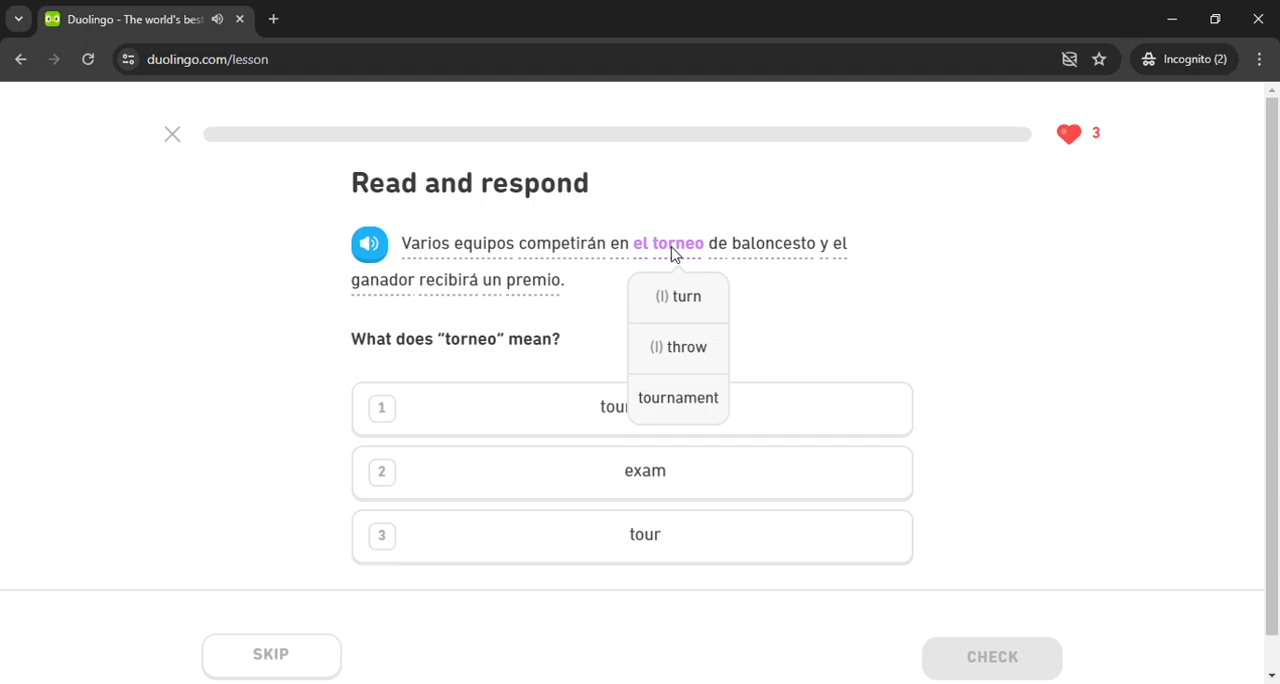 Duolingo - The world's bes
duolingo.com/lesson
Incognito (2)
3
Read and respond
Varios equipos competirán en el torneo de baloncesto y el
ganador recibirá un premio.
(I) turn
What does "torneo" mean?
(I) throw
tournament
1
2 exam
3 tour
SKIP CHECK